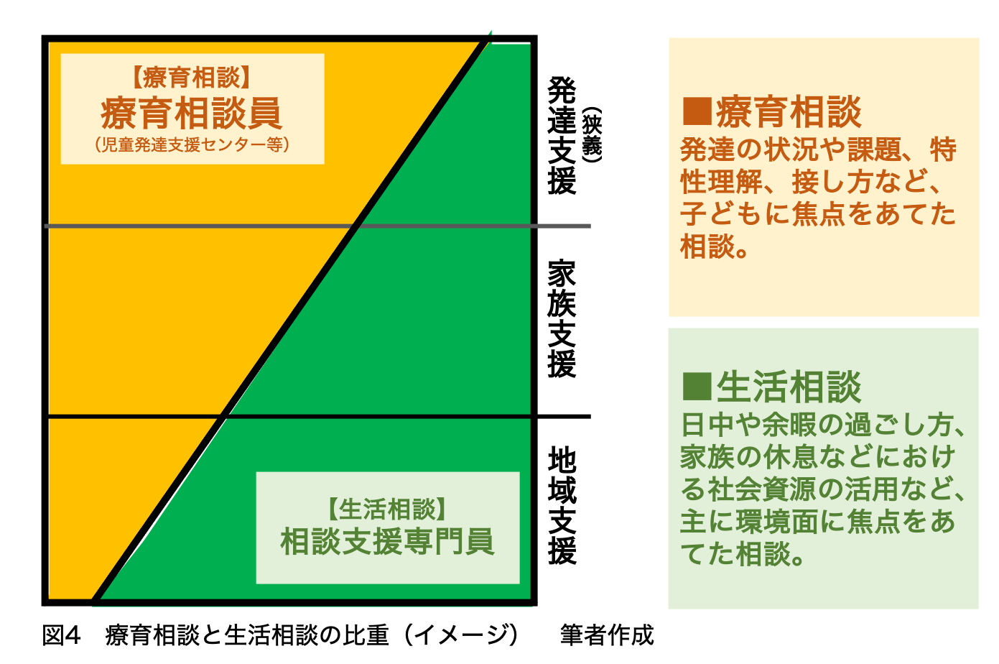 【療育相談】
療育相談員
（児童発達支援センター等）
発達支援
（狭義）
家族支援
地域支援
【生活相談】
相談支援専門員
■療育相談
発達の状況や課題、特
性理解、接し方など、
子どもに焦点をあてた
相談。
■生活相談
日中や余暇の過ごし方、
家族の休息などにおけ
る社会資源の活用など、
主に環境面に焦点をあ
てた相談。
図4　療育相談と生活相談の比重（イメージ）　筆者作成